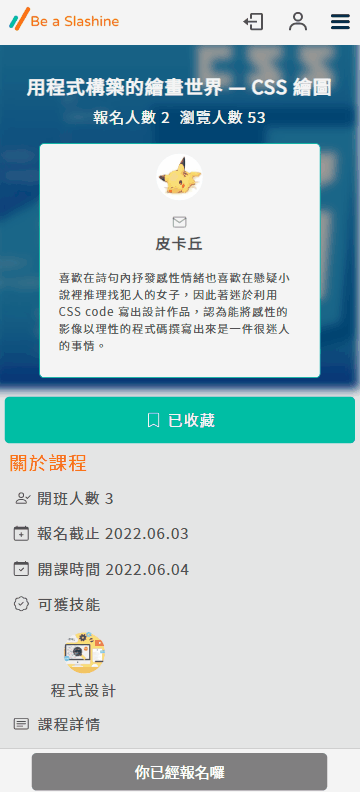 Be a Slashine
用程式構築的繪畫世界 — CSS 繪圖
報名人數 2 瀏覽人數 53
皮卡丘
喜歡在詩句內抒發感性情緒也喜歡在懸疑小
說裡推理找犯人的女子，因此著迷於利用
CSS code 寫出設計作品，認為能將感性的
影像以理性的程式碼撰寫出來是一件很迷人
的事情。
已收藏
關於課程
開班人數 3
報名截止 2022.06.03
開課時間 2022.06.04
可獲技能
程式設計
課程詳情
你已經報名囉